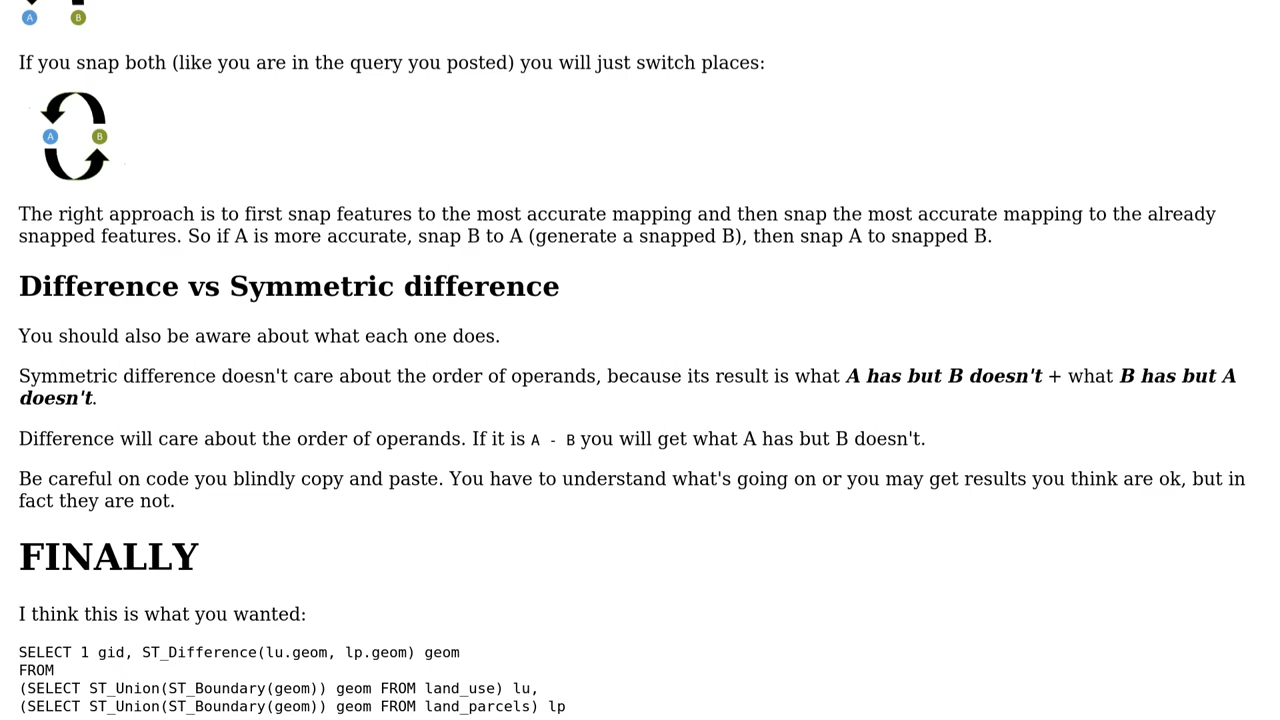 A B
If you snap both (like you are in the query you posted) you will just switch places:
A B
The right approach is to first snap features to the most accurate mapping and then snap the most accurate mapping to the already
snapped features. So if A is more accurate, snap B to A (generate a snapped B), then snap A to snapped B.
Difference vs Symmetric difference
You should also be aware about what each one does.
Symmetric difference doesn't care about the order of operands, because its result is what A has but B doesn't + what B has but A
doesn't.
Difference will care about the order of operands. If it is A - B you will get what A has but B doesn't.
Be careful on code you blindly copy and paste. You have to understand what's going on or you may get results you think are ok, but in
fact they are not.
FINALLY
I think this is what you wanted:
SELECT 1 gid, ST_Difference(lu.geom, lp.geom) geom
FROM
(SELECT ST_Union(ST_Boundary(geom)) geom FROM land_use) lu,
(SELECT ST_Union(ST_Boundary(geom)) geom FROM land_parcels) lp